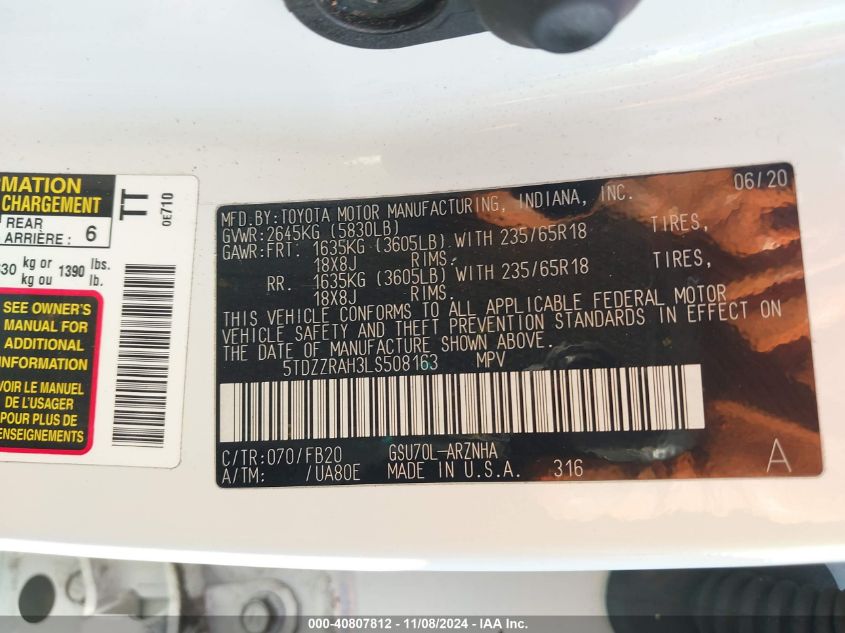 RMATION
CHARGEMENT
REAR
ARRIÈRE : 6
630 kg or 1390 lbs.
kg ou lb.
SEE OWNER'S
MANUAL FOR
ADDITIONAL
INFORMATION
VOIR LE MANUEL
DE L'USAGER
POUR PLUS DE
RENSEIGNEMENTS
TT
0E710
06/20
MFD.BY:TOYOTA MOTOR MANUFACTURING, INDIANA, INC.
GVWR:2645KG (5830LB)
GAWR:FRT. 1635KG (3605LB) WITH 235/65R18 TIRES,
18X8J RIMS.
RR. 1635KG (3605LB) WITH 235/65R18 TIRES,
18X8J RIMS.
THIS VEHICLE CONFORMS TO ALL APPLICABLE FEDERAL MOTOR
VEHICLE SAFETY AND THEFT PREVENTION STANDARDS IN EFFECT ON
THE DATE OF MANUFACTURE SHOWN ABOVE.
5TDZZRAH3LS508163 MPV
C/TR:070/FB20 GSU70L-ARZNHA
A/TM: /UA80E MADE IN U.S.A. 316 A
000-40807812 - 11/08/2024 - IAA Inc.